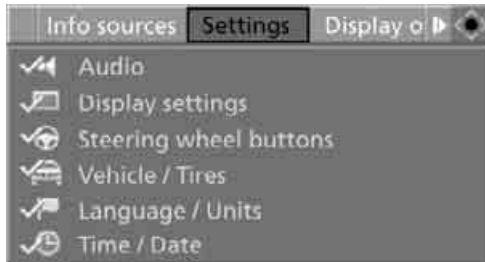 Info sources Settings Display o
Audio
Display settings
Steering wheel buttons
Vehicle / Tires
Language / Units
Time / Date